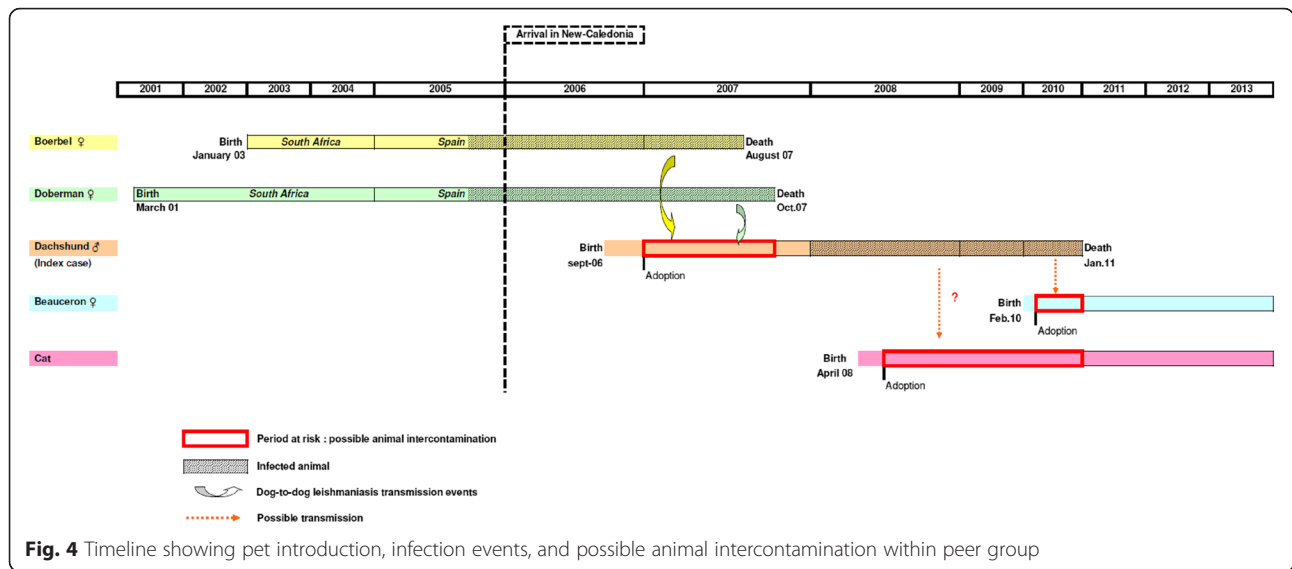 Arrival in New-Caledonia
2001 2002 2003 2004 2005 2006 2007 2008 2009 2010 2011 2012 2013
Boerbel ♀
Birth
January 03
South Africa
Spain
Death
August 07
Doberman ♀
Birth
March 01
South Africa
Spain
Death
Oct.07
Dachshund ♂
(Index case)
Birth
sept-06
Adoption
Death
Jan.11
?
Beauceron ♀
Birth
Feb.10
Adoption
Cat
Birth
April 08
Adoption
Period at risk : possible animal intercontamination
Infected animal
Dog-to-dog leishmaniasis transmission events
Possible transmission
Fig. 4 Timeline showing pet introduction, infection events, and possible animal intercontamination within peer group